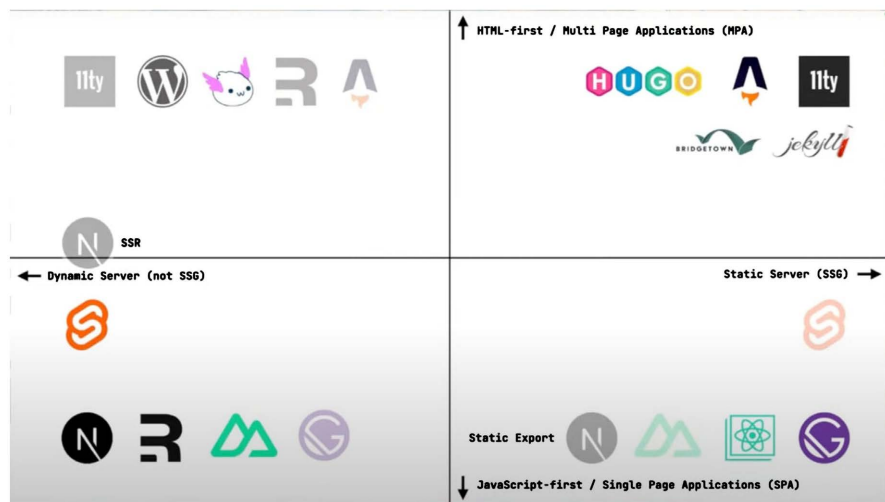 HTML-first / Multi Page Applications (MPA)
11ty
HUGO
11ty
BRIDGETOWN
jekyll
SSR
← Dynamic Server (not SSG)
Static Server (SSG) →
Static Export
JavaScript-first / Single Page Applications (SPA)